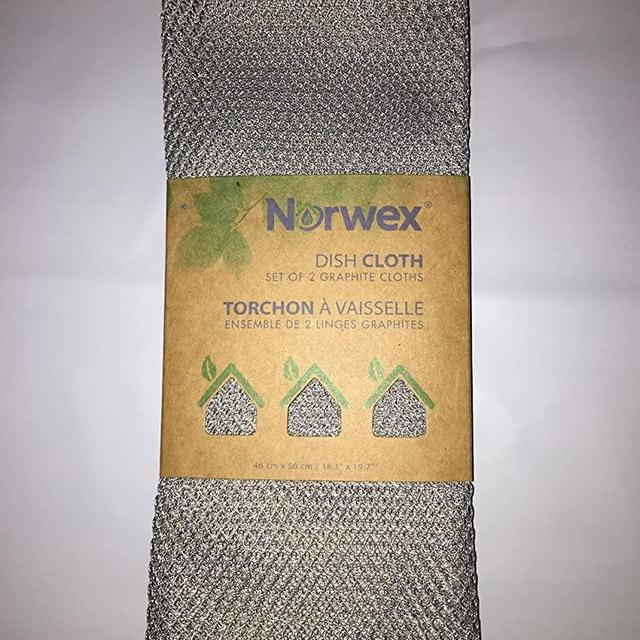 Norwex®
DISH CLOTH
SET OF 2 GRAPHITE CLOTHS
TORCHON À VAISSELLE
ENSEMBLE DE 2 LINGES GRAPHITES
46 cm x 50 cm / 18.1" x 19.7"